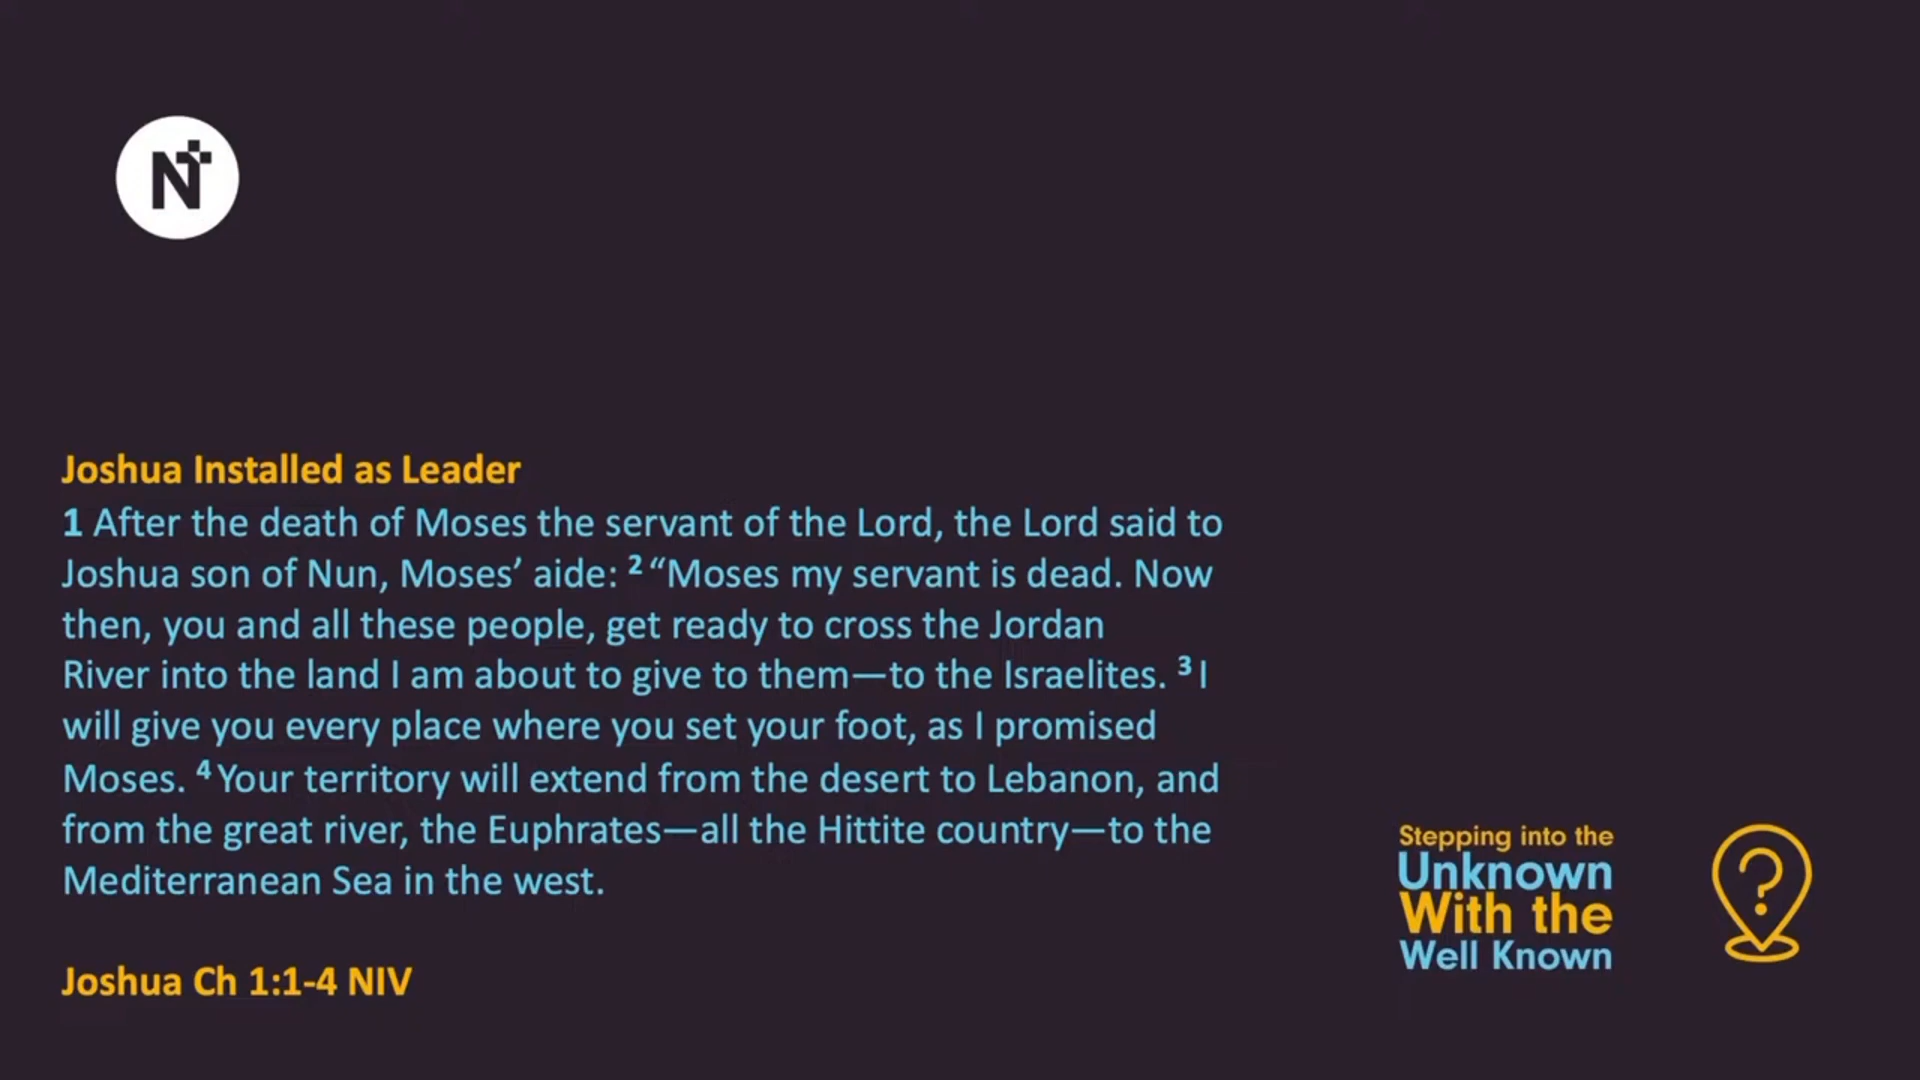 N
Joshua Installed as Leader
1 After the death of Moses the servant of the Lord, the Lord said to
Joshua son of Nun, Moses’ aide: 2 “Moses my servant is dead. Now
then, you and all these people, get ready to cross the Jordan
River into the land I am about to give to them—to the Israelites. 3 I
will give you every place where you set your foot, as I promised
Moses. 4 Your territory will extend from the desert to Lebanon, and
from the great river, the Euphrates—all the Hittite country—to the
Mediterranean Sea in the west.
Joshua Ch 1:1-4 NIV
Stepping into the
Unknown
With the
Well Known
?